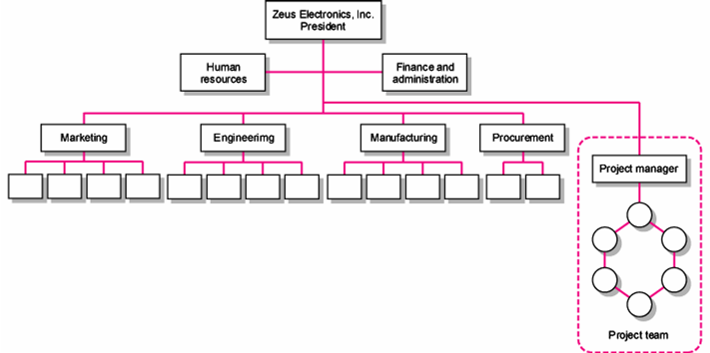 Zeus Electronics, Inc.
President
Human
resources
Finance and
administration
Marketing
Engineerimg
Manufacturing
Procurement
Project manager
Project team